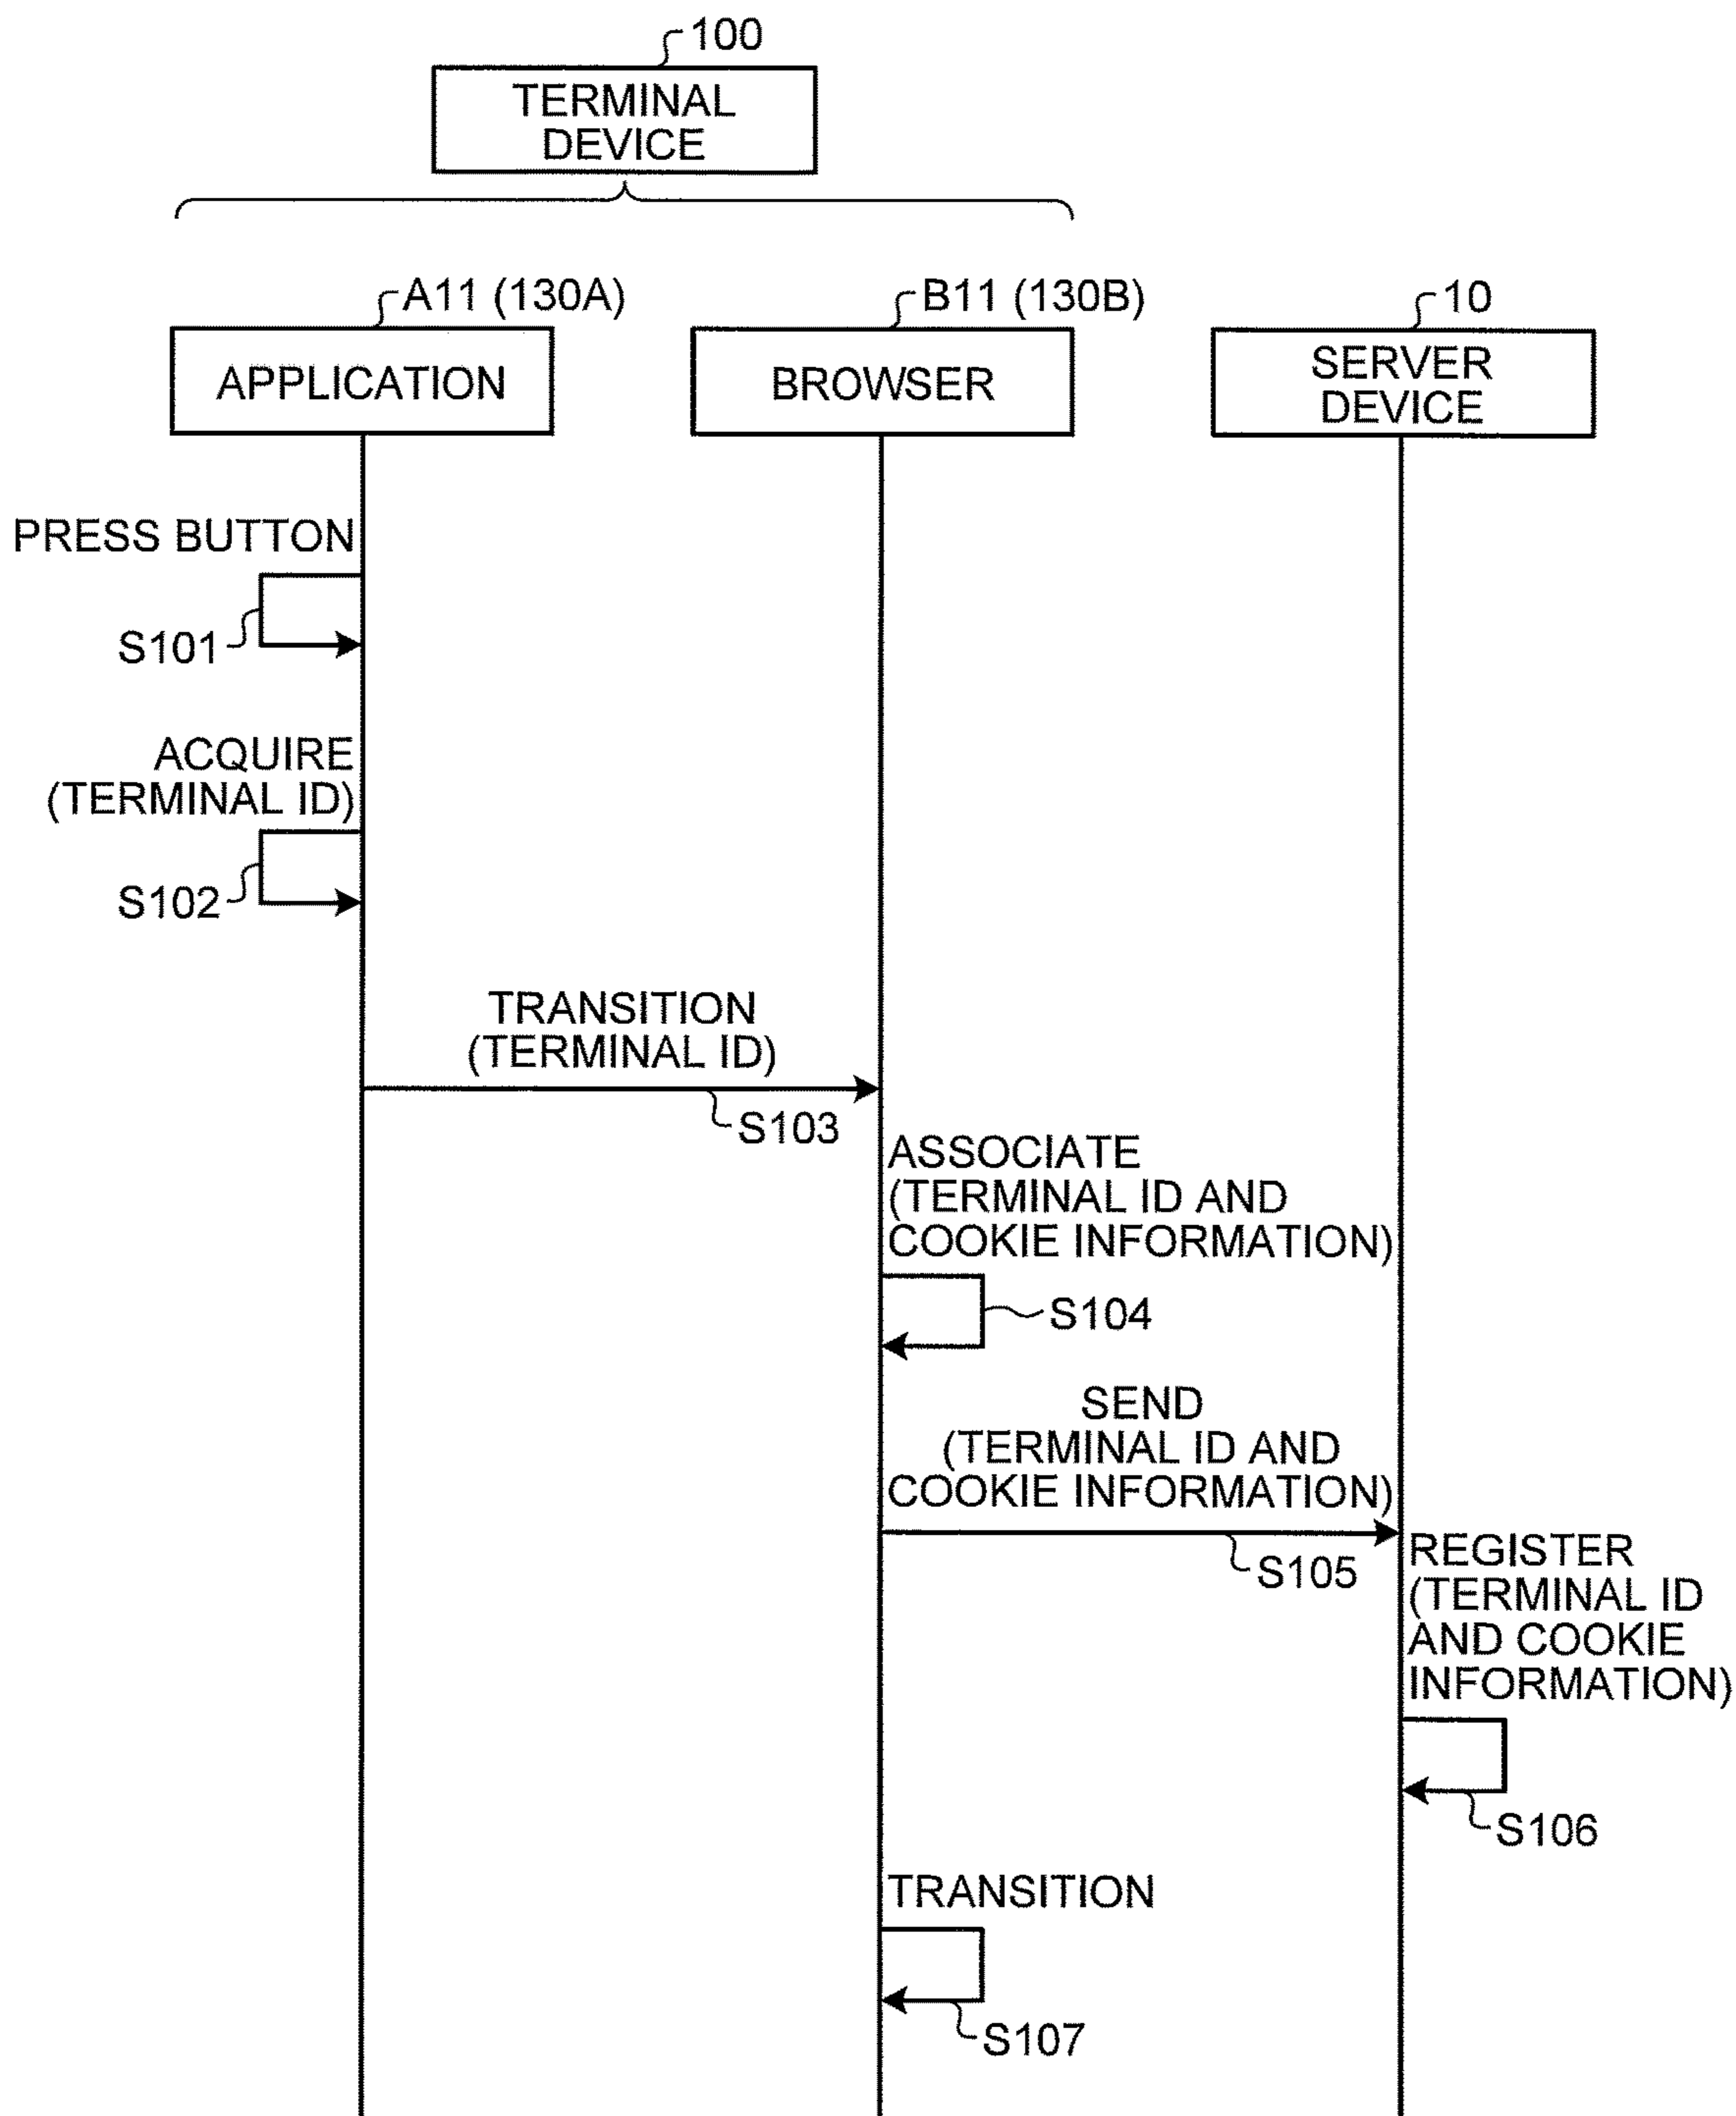 100
TERMINAL
DEVICE
A11 (130A)
B11 (130B)
10
APPLICATION
BROWSER
SERVER
DEVICE
PRESS BUTTON
S101
ACQUIRE
(TERMINAL ID)
S102
TRANSITION
(TERMINAL ID)
S103
ASSOCIATE
(TERMINAL ID AND
COOKIE INFORMATION)
S104
SEND
(TERMINAL ID AND
COOKIE INFORMATION)
S105
REGISTER
(TERMINAL ID
AND COOKIE
INFORMATION)
S106
TRANSITION
S107